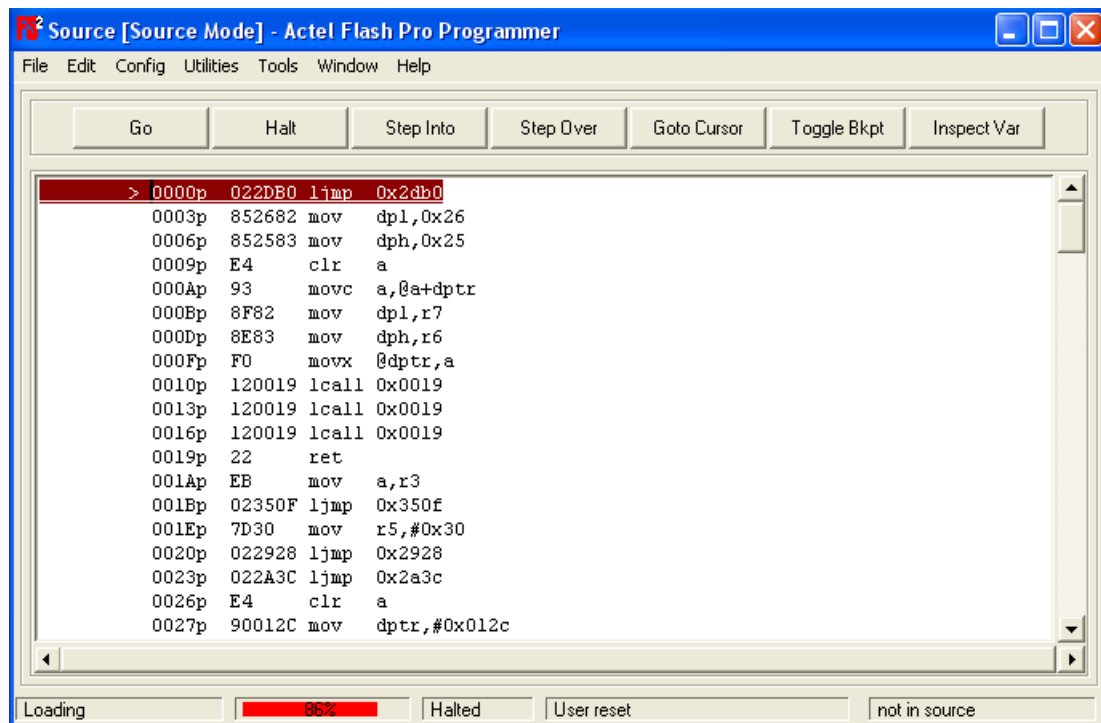 FS2 Source [Source Mode] - Actel Flash Pro Programmer
File Edit Config Utilities Tools Window Help
Go Halt Step Into Step Over Goto Cursor Toggle Bkpt Inspect Var
> 0000p 022DB0 ljmp 0x2db0
0003p 852682 mov dpl,0x26
0006p 852583 mov dph,0x25
0009p E4 clr a
000Ap 93 movc a,@a+dptr
000Bp 8F82 mov dpl,r7
000Dp 8E83 mov dph,r6
000Fp F0 movx @dptr,a
0010p 120019 lcall 0x0019
0013p 120019 lcall 0x0019
0016p 120019 lcall 0x0019
0019p 22 ret
001Ap EB mov a,r3
001Bp 02350F ljmp 0x350f
001Ep 7D30 mov r5,#0x30
0020p 022928 ljmp 0x2928
0023p 022A3C ljmp 0x2a3c
0026p E4 clr a
0027p 90012C mov dptr,#0x012c
Loading 86% Halted User reset not in source